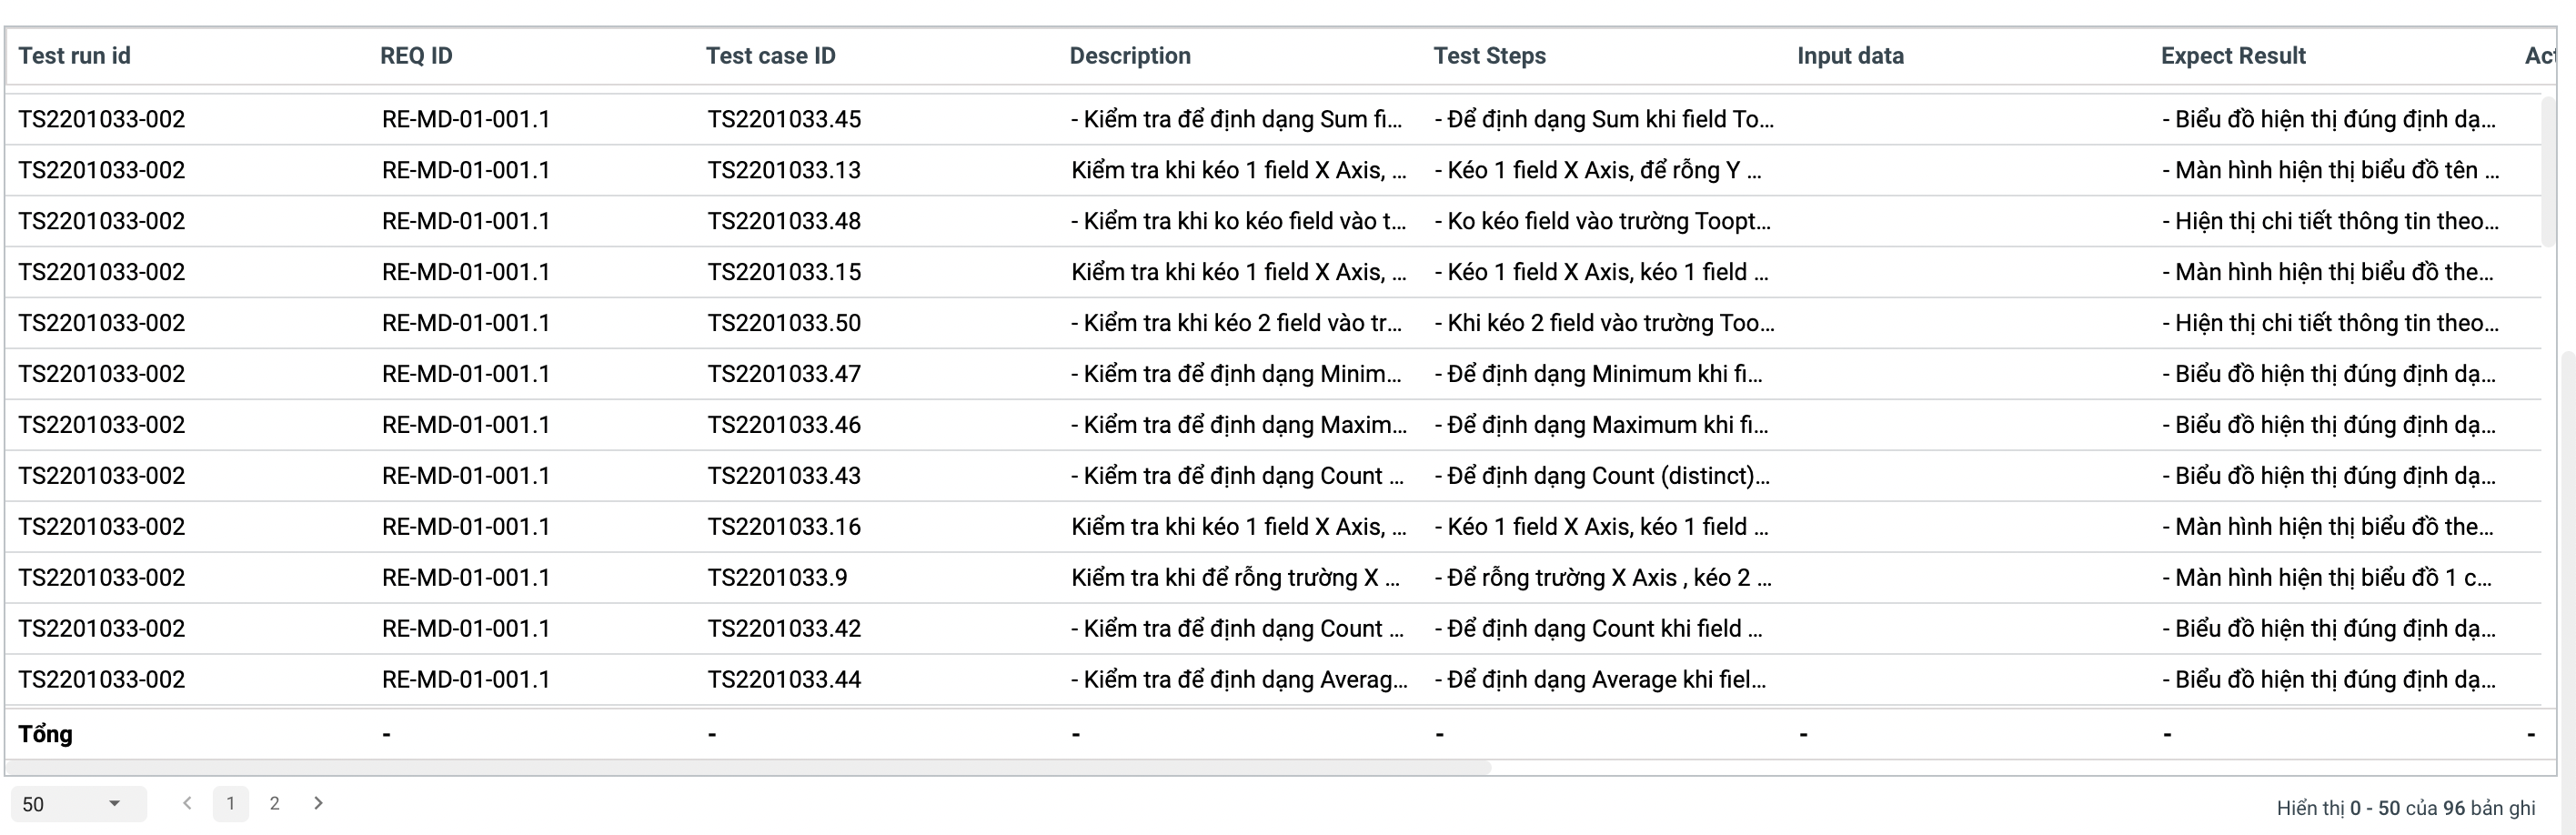 Test run id REQ ID Test case ID Description Test Steps Input data Expect Result Act
TS2201033-002 RE-MD-01-001.1 TS2201033.45 - Kiểm tra để định dạng Sum fi... - Để định dạng Sum khi field To... - Biểu đồ hiện thị đúng định dạ...
TS2201033-002 RE-MD-01-001.1 TS2201033.13 Kiểm tra khi kéo 1 field X Axis, ... - Kéo 1 field X Axis, để rỗng Y ... - Màn hình hiện thị biểu đồ tên ...
TS2201033-002 RE-MD-01-001.1 TS2201033.48 - Kiểm tra khi ko kéo field vào t... - Ko kéo field vào trường Toopt... - Hiện thị chi tiết thông tin theo...
TS2201033-002 RE-MD-01-001.1 TS2201033.15 Kiểm tra khi kéo 1 field X Axis, ... - Kéo 1 field X Axis, kéo 1 field ... - Màn hình hiện thị biểu đồ the...
TS2201033-002 RE-MD-01-001.1 TS2201033.50 - Kiểm tra khi kéo 2 field vào tr... - Khi kéo 2 field vào trường Too... - Hiện thị chi tiết thông tin theo...
TS2201033-002 RE-MD-01-001.1 TS2201033.47 - Kiểm tra để định dạng Minim... - Để định dạng Minimum khi fi... - Biểu đồ hiện thị đúng định dạ...
TS2201033-002 RE-MD-01-001.1 TS2201033.46 - Kiểm tra để định dạng Maxim... - Để định dạng Maximum khi fi... - Biểu đồ hiện thị đúng định dạ...
TS2201033-002 RE-MD-01-001.1 TS2201033.43 - Kiểm tra để định dạng Count ... - Để định dạng Count (distinct)... - Biểu đồ hiện thị đúng định dạ...
TS2201033-002 RE-MD-01-001.1 TS2201033.16 Kiểm tra khi kéo 1 field X Axis, ... - Kéo 1 field X Axis, kéo 1 field ... - Màn hình hiện thị biểu đồ the...
TS2201033-002 RE-MD-01-001.1 TS2201033.9 Kiểm tra khi để rỗng trường X ... - Để rỗng trường X Axis , kéo 2 ... - Màn hình hiện thị biểu đồ 1 c...
TS2201033-002 RE-MD-01-001.1 TS2201033.42 - Kiểm tra để định dạng Count ... - Để định dạng Count khi field ... - Biểu đồ hiện thị đúng định dạ...
TS2201033-002 RE-MD-01-001.1 TS2201033.44 - Kiểm tra để định dạng Averag... - Để định dạng Average khi fiel... - Biểu đồ hiện thị đúng định dạ...
Tổng - - - - - - -
50 1 2 Hiển thị 0 - 50 của 96 bản ghi